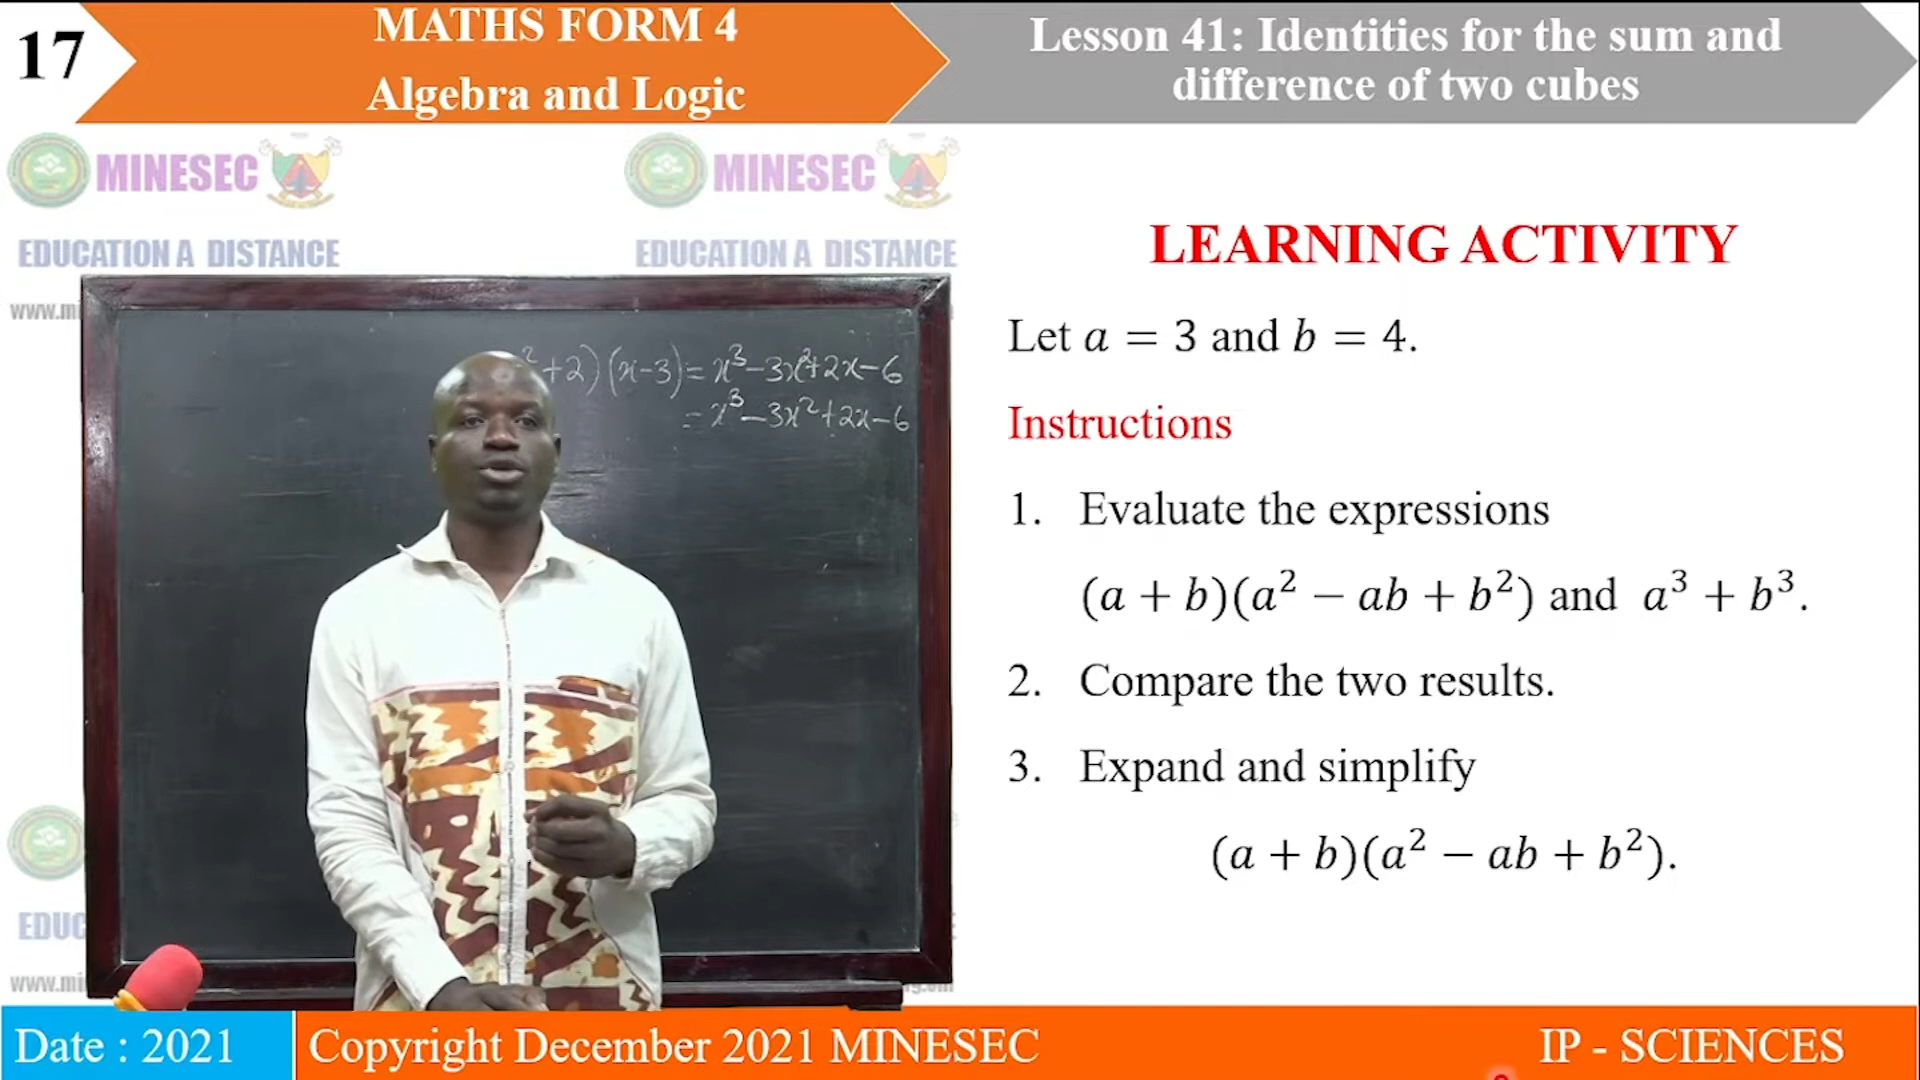 17
MATHS FORM 4
Algebra and Logic
Lesson 41: Identities for the sum and
difference of two cubes
MINESEC
MINESEC
EDUCATION A DISTANCE
EDUCATION A DISTANCE
+2)(x-3)=x³-3x²+2x-6
=x³-3x²+2x-6
LEARNING ACTIVITY
Let a = 3 and b = 4.
Instructions
1. Evaluate the expressions
(a + b)(a² − ab + b²) and a³ + b³.
2. Compare the two results.
3. Expand and simplify
(a + b)(a² − ab + b²).
Date : 2021
Copyright December 2021 MINESEC
IP - SCIENCES